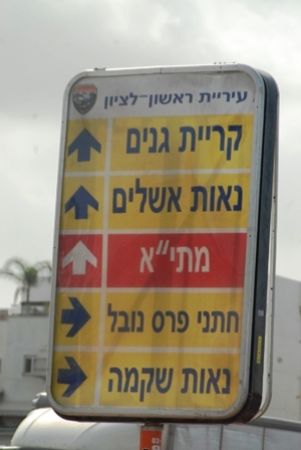 עיריית ראשון-לציון
קריית גנים
נאות אשלים
מתי״א
חתני פרס נובל
נאות שקמה